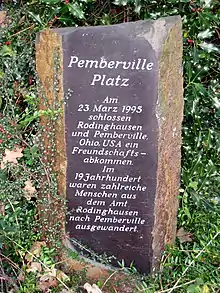 Pemberville
Platz
Am
23. März 1995
schlossen
Rödinghausen
und Pemberville,
Ohio, USA ein
Freundschafts-
abkommen.
Im
19.Jahrhundert
waren zahlreiche
Menschen aus
dem Amt
Rödinghausen
nach Pemberville
ausgewandert.